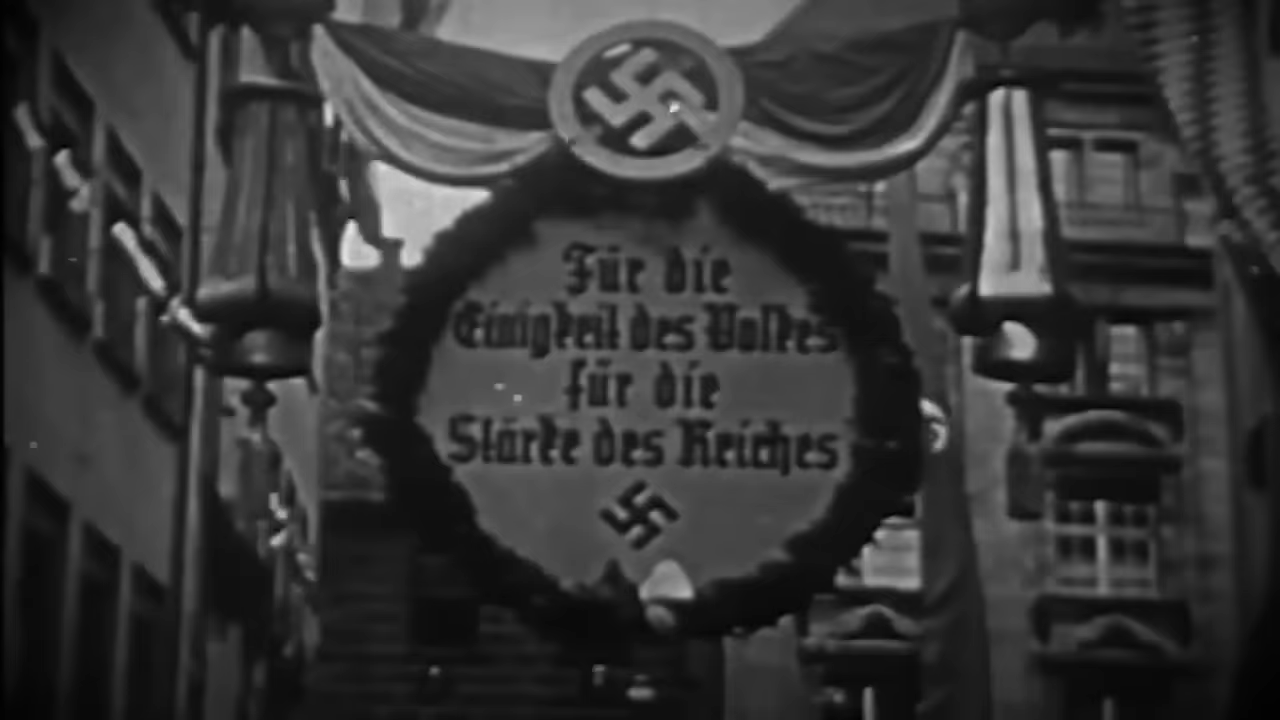 Für die
Einigkeit des Volkes
für die
Stärke des Reiches